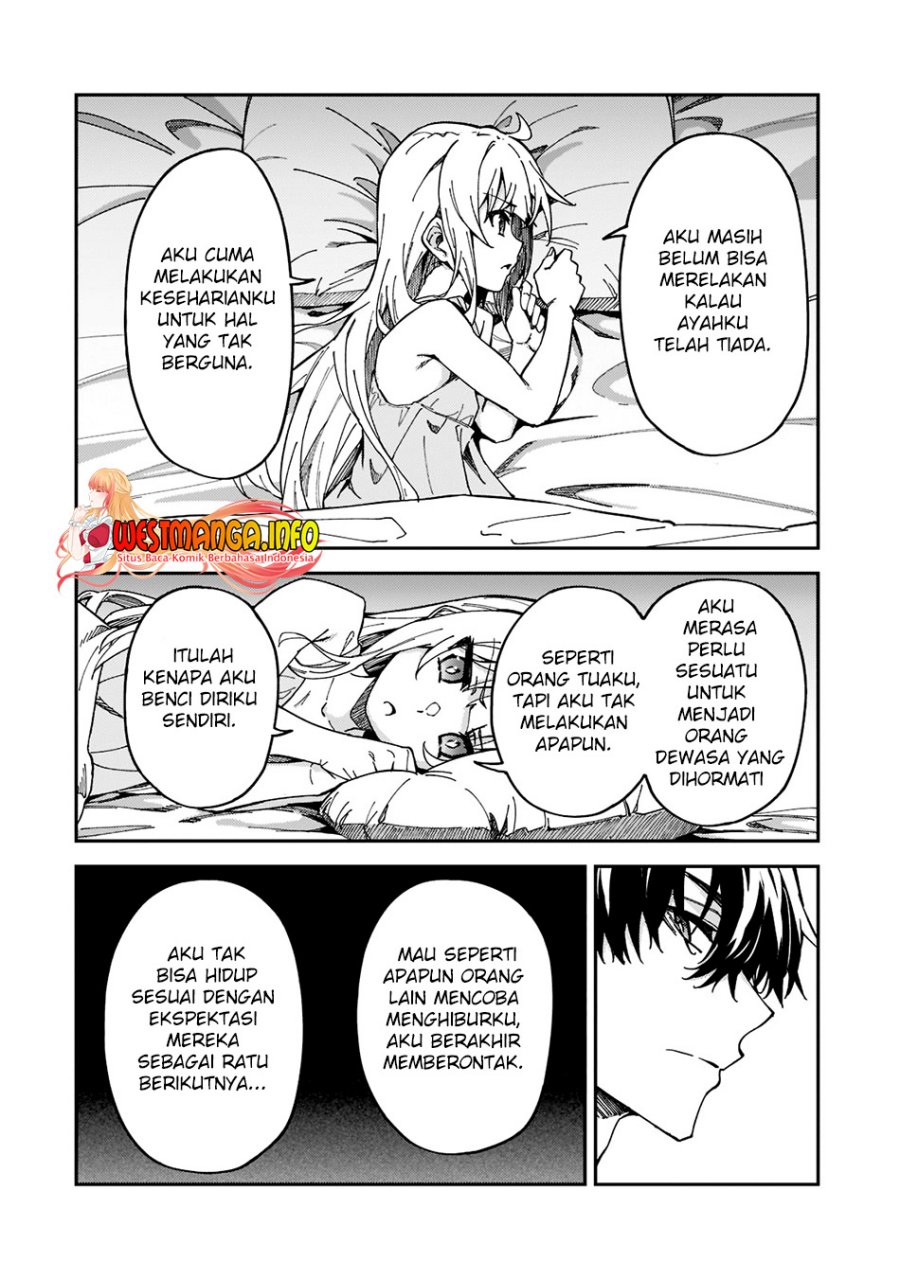 AKU MASIH
BELUM BISA
MERELAKAN
KALAU
AYAHKU
TELAH TIADA.
AKU CUMA
MELAKUKAN
KESEHARIANKU
UNTUK HAL
YANG TAK
BERGUNA.
WESTMANGA.INFO
Situs Baca Komik Berbahasa Indonesia
AKU
MERASA
PERLU
SESUATU
UNTUK
MENJADI
ORANG
DEWASA YANG
DIHORMATI
SEPERTI
ORANG TUAKU,
TAPI AKU TAK
MELAKUKAN
APAPUN.
ITULAH
KENAPA AKU
BENCI DIRIKU
SENDIRI.
MAU SEPERTI
APAPUN ORANG
LAIN MENCOBA
MENGHIBURKU,
AKU BERAKHIR
MEMBERONTAK.
AKU TAK
BISA HIDUP
SESUAI DENGAN
EKSPEKTASI
MEREKA
SEBAGAI RATU
BERIKUTNYA...